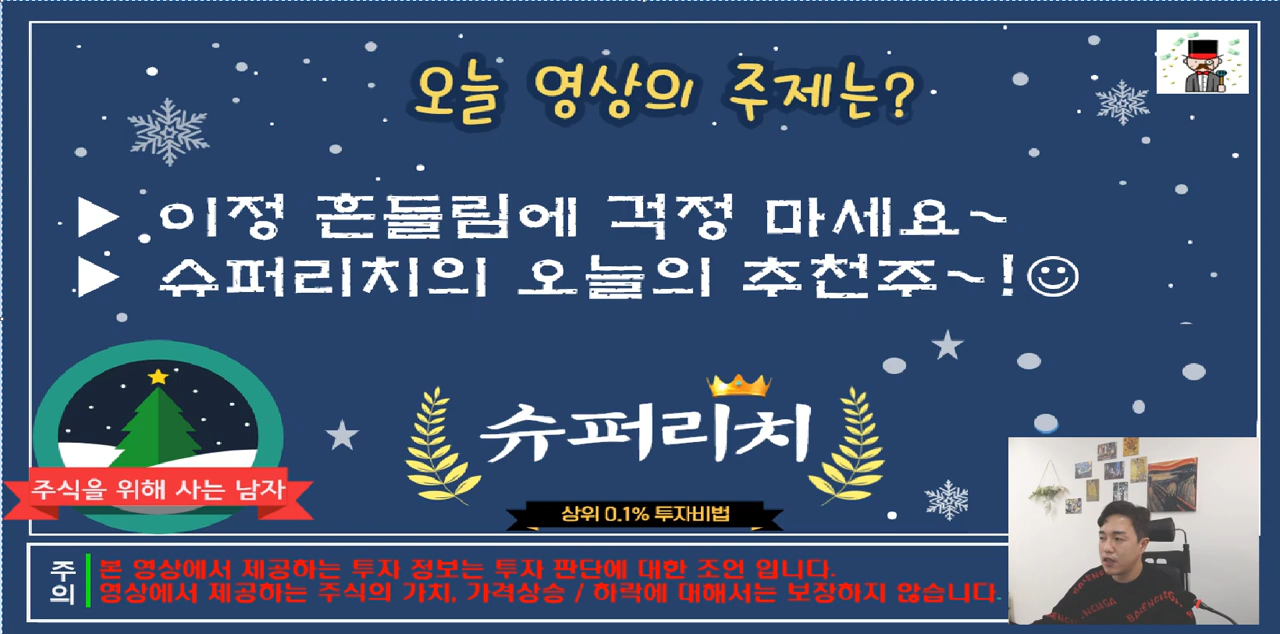 오늘 영상의 주제는?
▶ 이정 흔들림에 걱정 마세요~
▶ 슈퍼리치의 오늘의 추천주~!☺
슈퍼리치
주식을 위해 사는 남자
상위 0.1% 투자비법
주의
본 영상에서 제공하는 투자 정보는 투자 판단에 대한 조언 입니다.
영상에서 제공하는 주식의 가치, 가격상승 / 하락에 대해서는 보장하지 않습니다.